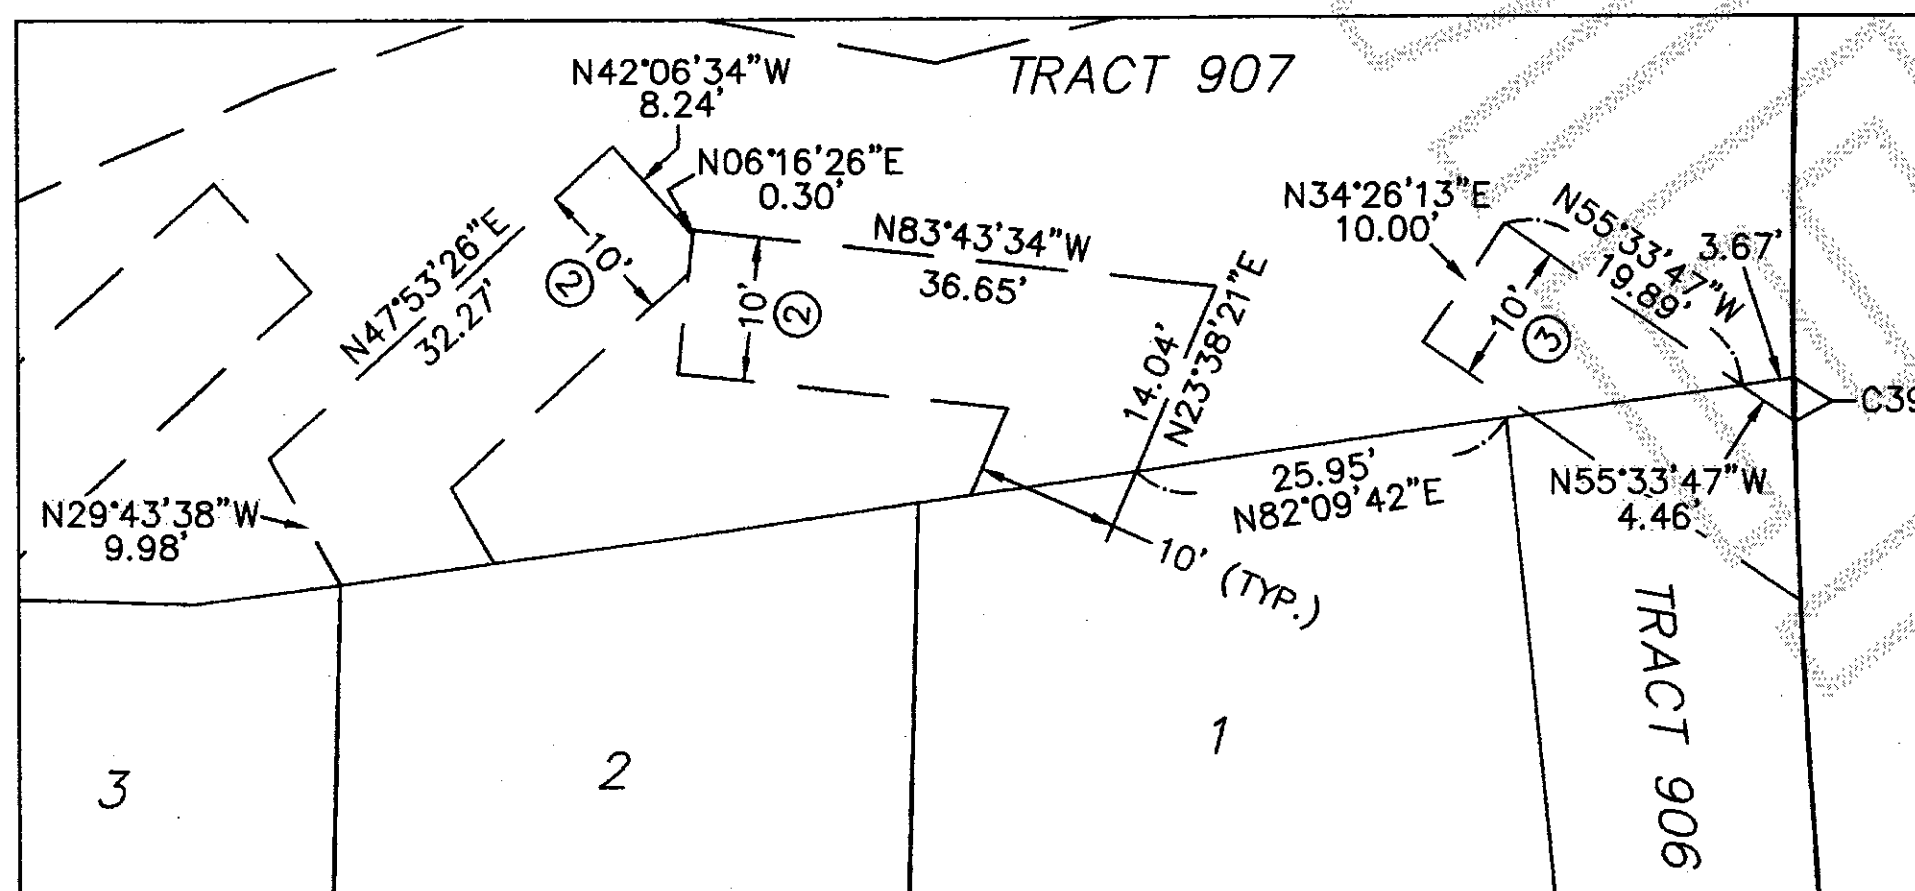 TRACT 907
N42°06'34"W
8.24'
N06°16'26"E
0.30'
N83°43'34"W
36.65'
N34°26'13"E
10.00'
N55°33'47"W
19.89'
3.67'
N47°53'26"E
32.27'
10'
2
10'
2
14.04'
N23°38'21"E
10'
3
C39
N29°43'38"W
9.98'
25.95'
N82°09'42"E
N55°33'47"W
4.46'
10' (TYP.)
TRACT 906
3
2
1